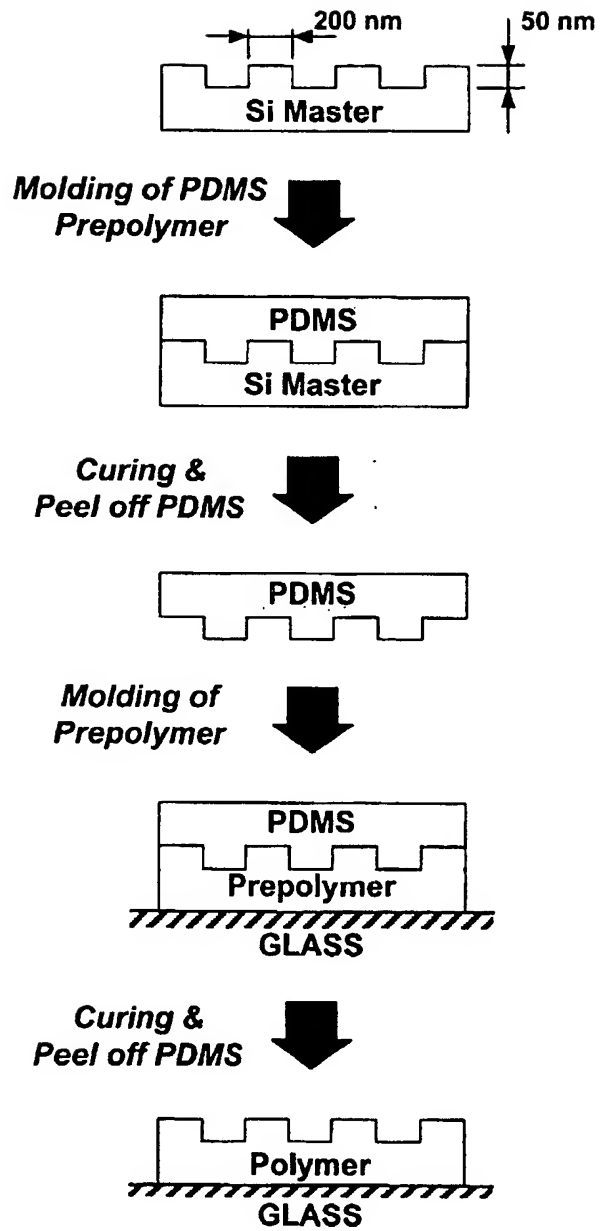 200 nm
50 nm
Si Master
Molding of PDMS
Prepolymer
PDMS
Si Master
Curing &
Peel off PDMS
PDMS
Molding of
Prepolymer
PDMS
Prepolymer
GLASS
Curing &
Peel off PDMS
Polymer
GLASS